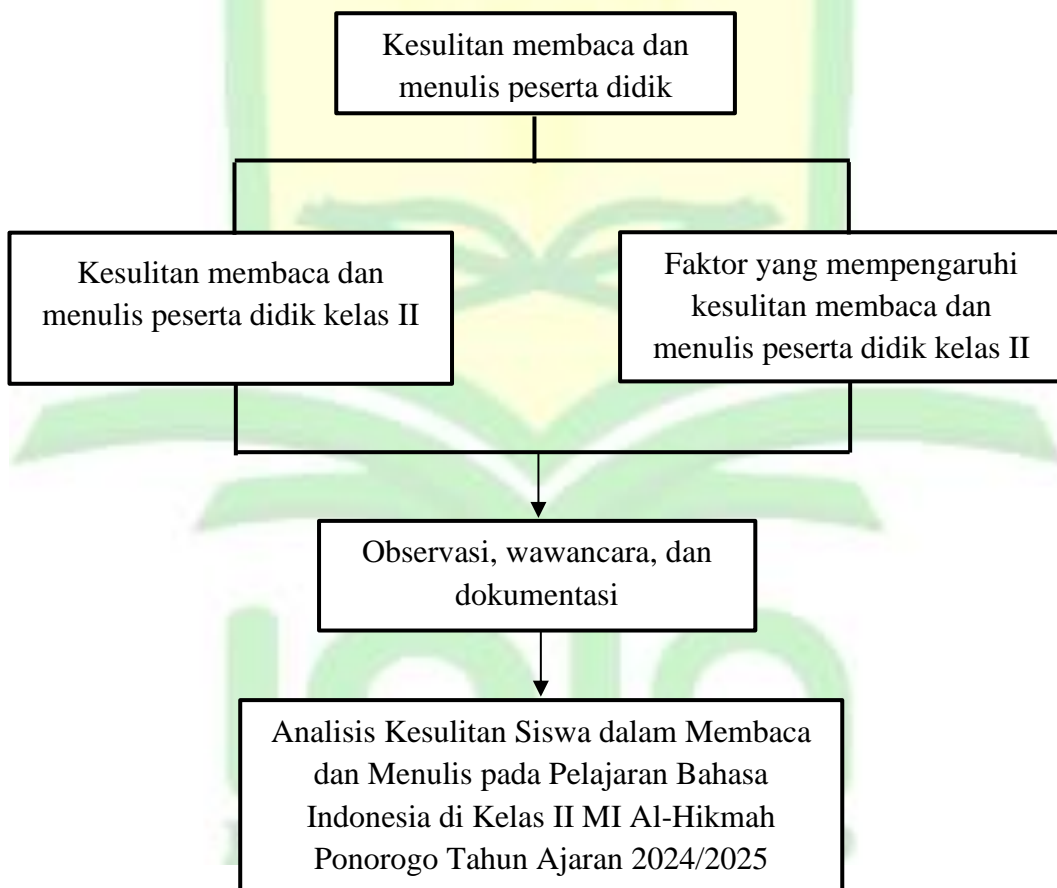 Kesulitan membaca dan
menulis peserta didik
Kesulitan membaca dan
menulis peserta didik kelas II
Faktor yang mempengaruhi
kesulitan membaca dan
menulis peserta didik kelas II
Observasi, wawancara, dan
dokumentasi
Analisis Kesulitan Siswa dalam Membaca
dan Menulis pada Pelajaran Bahasa
Indonesia di Kelas II MI Al-Hikmah
Ponorogo Tahun Ajaran 2024/2025